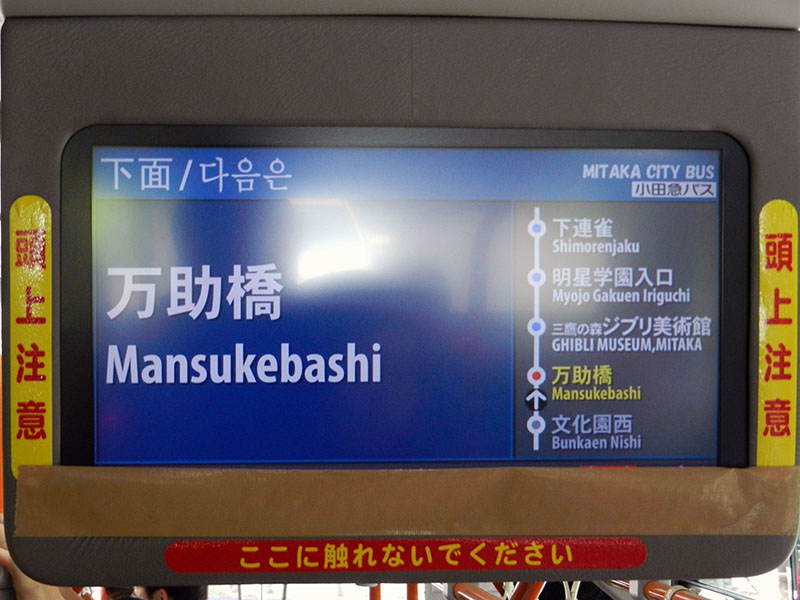 下面/다음은
MITAKA CITY BUS
小田急バス
万助橋
Mansukebashi
下連雀
Shimorenjaku
明星学園入口
Myojo Gakuen Iriguchi
三鷹の森ジブリ美術館
GHIBLI MUSEUM,MITAKA
万助橋
Mansukebashi
文化園西
Bunkaen Nishi
頭上注意
頭上注意
ここに触れないでください